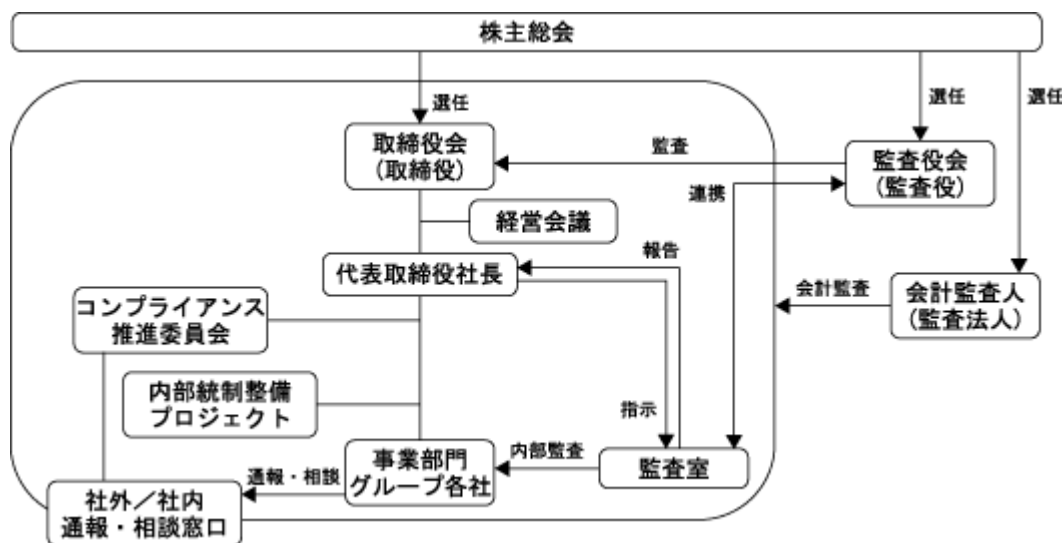 株主総会
選任
選任
選任
取締役会
(取締役)
監査
監査役会
(監査役)
連携
経営会議
報告
代表取締役社長
会計監査
会計監査人
(監査法人)
コンプライアンス
推進委員会
内部統制整備
プロジェクト
指示
事業部門
グループ各社
内部監査
監査室
通報・相談
社外／社内
通報・相談窓口